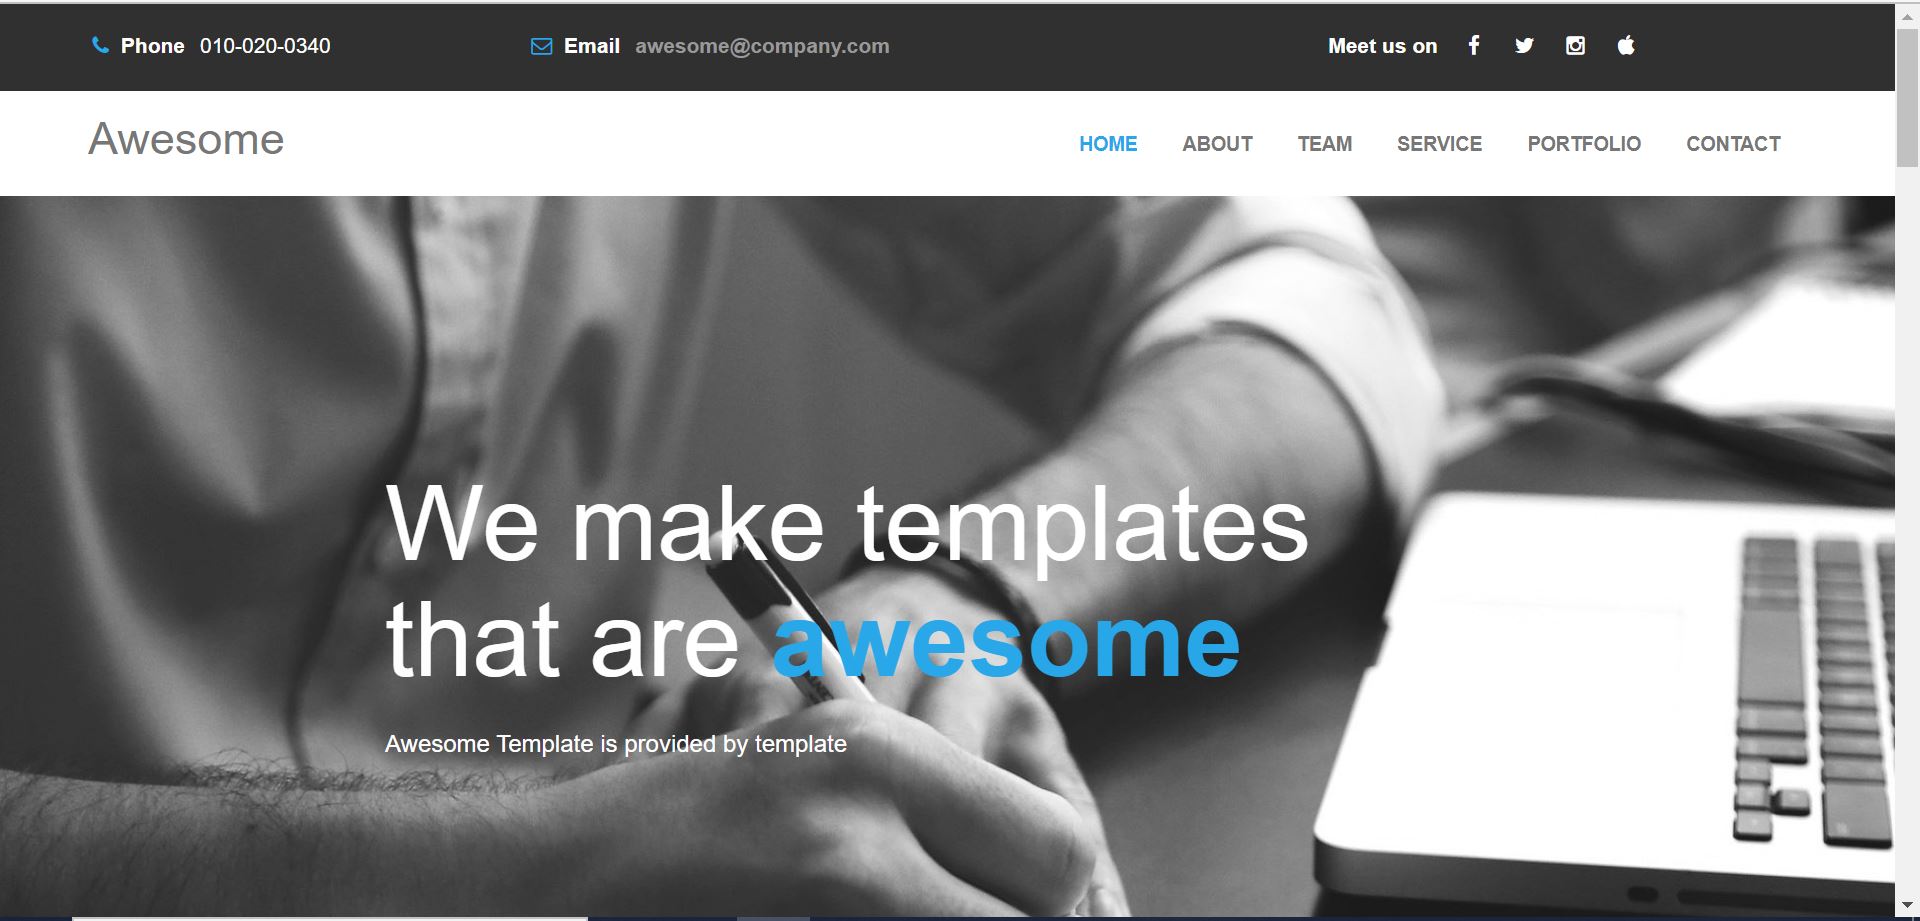 Phone 010-020-0340 Email awesome@company.com Meet us on
Awesome HOME ABOUT TEAM SERVICE PORTFOLIO CONTACT
We make templates
that are awesome
Awesome Template is provided by template